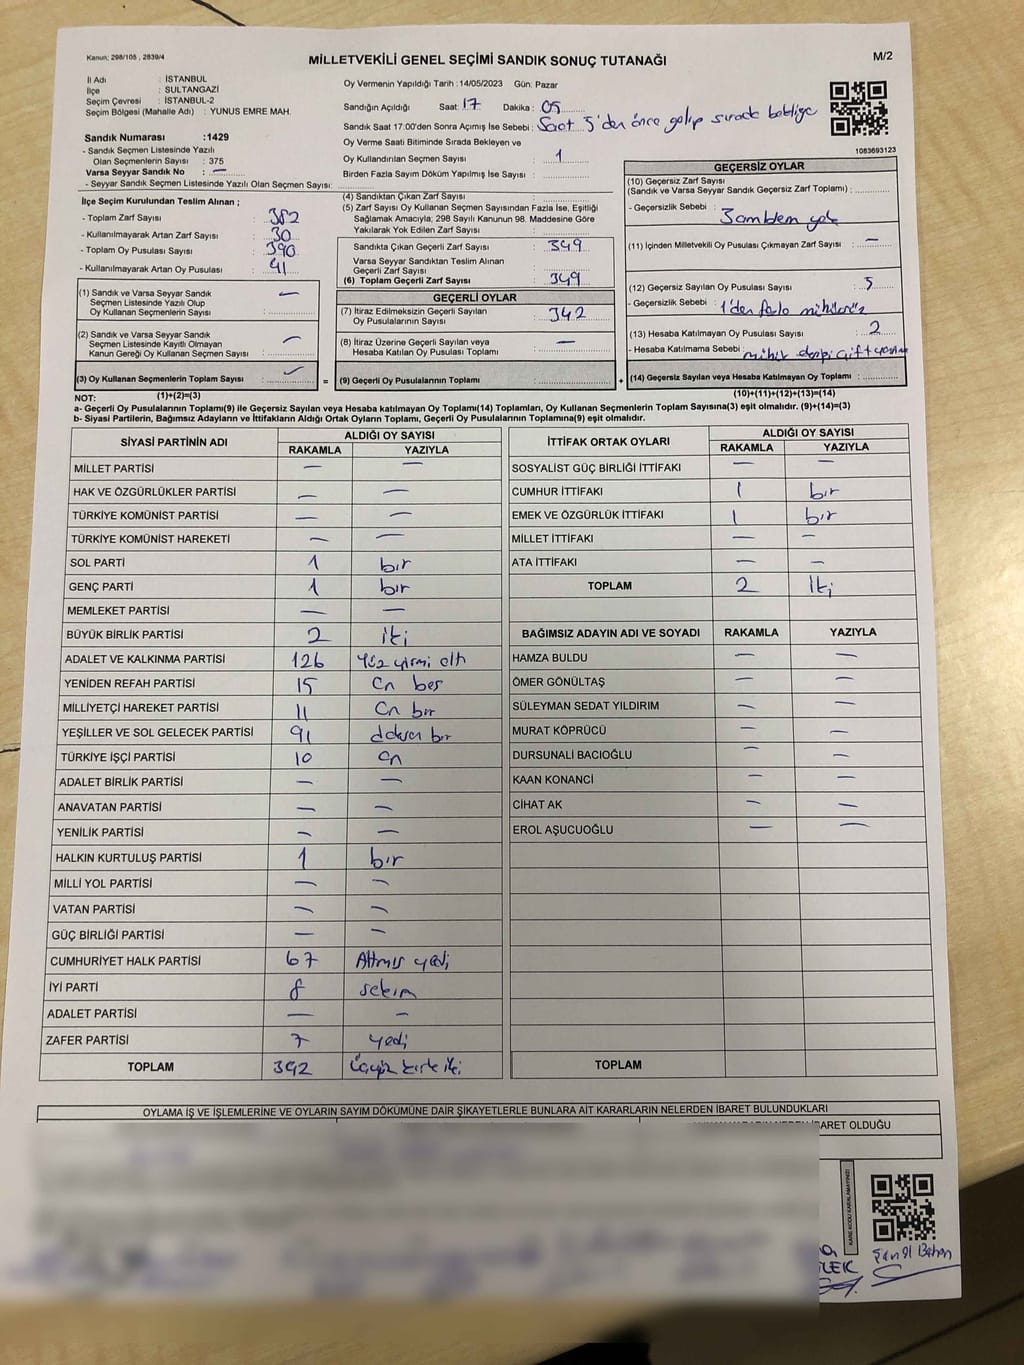 Kanun: 298/105 , 2839/4
MİLLETVEKİLİ GENEL SEÇİMİ SANDIK SONUÇ TUTANAĞI
M/2
İl Adı : İSTANBUL
İlçe : SULTANGAZİ
Seçim Çevresi : İSTANBUL-2
Seçim Bölgesi (Mahalle Adı) : YUNUS EMRE MAH.
Sandık Numarası :1429
- Sandık Seçmen Listesinde Yazılı
Olan Seçmenlerin Sayısı : 375
Varsa Seyyar Sandık No : —
- Seyyar Sandık Seçmen Listesinde Yazılı Olan Seçmen Sayısı:
Oy Vermenin Yapıldığı Tarih :14/05/2023 Gün: Pazar
Sandığın Açıldığı Saat: 17 Dakika : 05
Sandık Saat 17:00'den Sonra Açımış İse Sebebi : Saat 5'den önce gelip sırada
Oy Verme Saati Bitiminde Sırada Bekleyen ve
Oy Kullandırılan Seçmen Sayısı : 1
Birden Fazla Sayım Döküm Yapılmış İse Sayısı :
1083693123
İlçe Seçim Kurulundan Teslim Alınan ;
- Toplam Zarf Sayısı : 382
- Kullanılmayarak Artan Zarf Sayısı : 30
- Toplam Oy Pusulası Sayısı : 390
- Kullanılmayarak Artan Oy Pusulası : 41
(1) Sandık ve Varsa Seyyar Sandık
Seçmen Listesinde Yazılı Olup
Oy Kullanan Seçmenlerin Sayısı : —
(2) Sandık ve Varsa Seyyar Sandık
Seçmen Listesinde Kayıtlı Olmayan
Kanun Gereği Oy Kullanan Seçmen Sayısı : —
(3) Oy Kullanan Seçmenlerin Toplam Sayısı :
(1)+(2)=(3)
(4) Sandıktan Çıkan Zarf Sayısı :
(5) Zarf Sayısı Oy Kullanan Seçmen Sayısından Fazla İse, Eşitliği
Sağlamak Amacıyla; 298 Sayılı Kanunun 98. Maddesine Göre
Yakılarak Yok Edilen Zarf Sayısı :
Sandıkta Çıkan Geçerli Zarf Sayısı : 349
Varsa Seyyar Sandıktan Teslim Alınan
Geçerli Zarf Sayısı :
(6) Toplam Geçerli Zarf Sayısı : 349
GEÇERLİ OYLAR
(7) İtiraz Edilmeksizin Geçerli Sayılan
Oy Pusulalarının Sayısı : 342
(8) İtiraz Üzerine Geçerli Sayılan veya
Hesaba Katılan Oy Pusulası Toplamı : —
= (9) Geçerli Oy Pusulalarının Toplamı :
GEÇERSİZ OYLAR
(10) Geçersiz Zarf Sayısı
(Sandık ve Varsa Seyyar Sandık Geçersiz Zarf Toplamı) :
- Geçersizlik Sebebi : 3 amblem yok
(11) İçinden Milletvekili Oy Pusulası Çıkmayan Zarf Sayısı : —
(12) Geçersiz Sayılan Oy Pusulası Sayısı : 5
- Geçersizlik Sebebi : 1'den fazla
(13) Hesaba Katılmayan Oy Pusulası Sayısı : 2
- Hesaba Katılmama Sebebi : mühür
+ (14) Geçersiz Sayılan veya Hesaba Katılmayan Oy Toplamı :
(10)+(11)+(12)+(13)=(14)
NOT:
a- Geçerli Oy Pusulalarının Toplamı(9) ile Geçersiz Sayılan veya Hesaba katılmayan Oy Toplamı(14) Toplamları, Oy Kullanan Seçmenlerin Toplam Sayısına(3) eşit olmalıdır. (9)+(14)=(3)
b- Siyasi Partilerin, Bağımsız Adayların ve İttifakların Aldığı Ortak Oyların Toplamı, Geçerli Oy Pusulalarının Toplamına(9) eşit olmalıdır.
SİYASİ PARTİNİN ADI ALDIĞI OY SAYISI
RAKAMLA YAZIYLA
MİLLET PARTİSİ — —
HAK VE ÖZGÜRLÜKLER PARTİSİ — —
TÜRKİYE KOMÜNİST PARTİSİ — —
TÜRKİYE KOMÜNİST HAREKETİ — —
SOL PARTİ 1 bir
GENÇ PARTİ 1 bir
MEMLEKET PARTİSİ — —
BÜYÜK BİRLİK PARTİSİ 2 iki
ADALET VE KALKINMA PARTİSİ 126 Yüz yirmi altı
YENİDEN REFAH PARTİSİ 15 On beş
MİLLİYETÇİ HAREKET PARTİSİ 11 On bir
YEŞİLLER VE SOL GELECEK PARTİSİ 91 doksan bir
TÜRKİYE İŞÇİ PARTİSİ 10 On
ADALET BİRLİK PARTİSİ — —
ANAVATAN PARTİSİ — —
YENİLİK PARTİSİ — —
HALKIN KURTULUŞ PARTİSİ 1 bir
MİLLİ YOL PARTİSİ — —
VATAN PARTİSİ — —
GÜÇ BİRLİĞİ PARTİSİ — —
CUMHURİYET HALK PARTİSİ 67 Altmış yedi
İYİ PARTİ 8 sekiz
ADALET PARTİSİ — —
ZAFER PARTİSİ 7 yedi
TOPLAM 342 Üçyüz kırk iki
İTTİFAK ORTAK OYLARI ALDIĞI OY SAYISI
RAKAMLA YAZIYLA
SOSYALİST GÜÇ BİRLİĞİ İTTİFAKI — —
CUMHUR İTTİFAKI 1 bir
EMEK VE ÖZGÜRLÜK İTTİFAKI 1 bir
MİLLET İTTİFAKI — —
ATA İTTİFAKI — —
TOPLAM 2 İki
BAĞIMSIZ ADAYIN ADI VE SOYADI RAKAMLA YAZIYLA
HAMZA BULDU — —
ÖMER GÖNÜLTAŞ — —
SÜLEYMAN SEDAT YILDIRIM — —
MURAT KÖPRÜCÜ — —
DURSUNALİ BACIOĞLU — —
KAAN KONANCİ — —
CİHAT AK — —
EROL AŞUCUOĞLU — —
TOPLAM
OYLAMA İŞ VE İŞLEMLERİNE VE OYLARIN SAYIM DÖKÜMÜNE DAİR ŞİKAYETLERLE BUNLARA AİT KARARLARIN NELERDEN İBARET BULUNDUKLARI
İBARET OLDUĞU